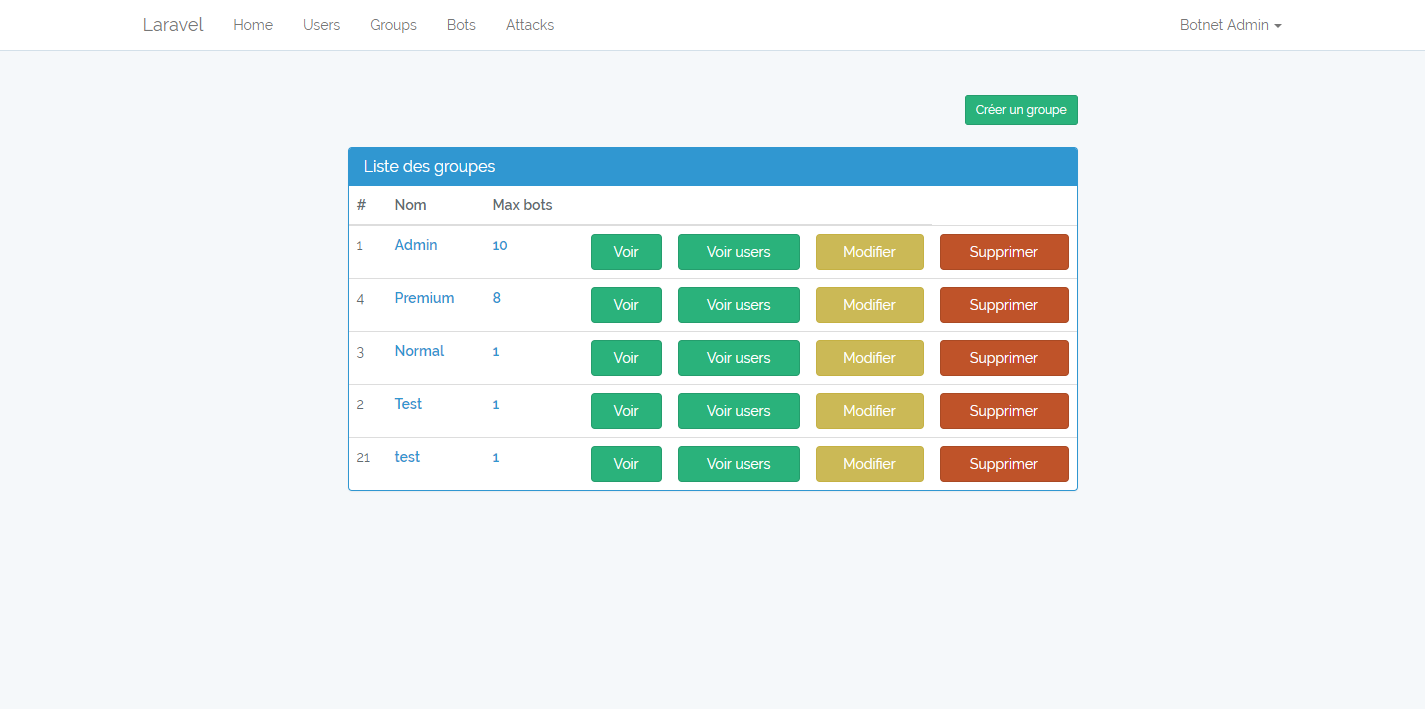 Laravel Home Users Groups Bots Attacks Botnet Admin
Créer un groupe
Liste des groupes
# Nom Max bots
1 Admin 10 Voir Voir users Modifier Supprimer
4 Premium 8 Voir Voir users Modifier Supprimer
3 Normal 1 Voir Voir users Modifier Supprimer
2 Test 1 Voir Voir users Modifier Supprimer
21 test 1 Voir Voir users Modifier Supprimer